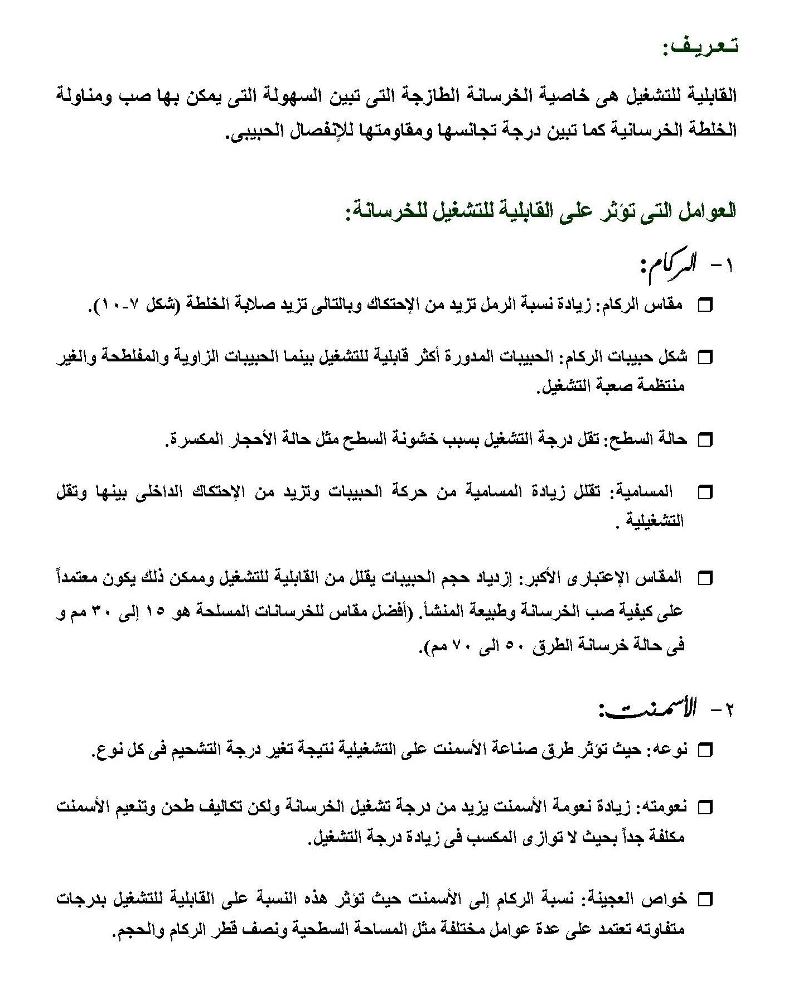 تـعـريـف:
القابلية للتشغيل هى خاصية الخرسانة الطازجة التى تبين السهولة التى يمكن بها صب ومناولة
الخلطة الخرسانية كما تبين درجة تجانسها ومقاومتها للإنفصال الحبيبى.
العوامل التى تؤثر على القابلية للتشغيل للخرسانة:
١- الركام:
❒ مقاس الركام: زيادة نسبة الرمل تزيد من الإحتكاك وبالتالى تزيد صلابة الخلطة (شكل ٧-١٠).
❒ شكل حبيبات الركام: الحبيبات المدورة أكثر قابلية للتشغيل بينما الحبيبات الزاوية والمفلطحة والغير
منتظمة صعبة التشغيل.
❒ حالة السطح: تقل درجة التشغيل بسبب خشونة السطح مثل حالة الأحجار المكسرة.
❒ المسامية: تقلل زيادة المسامية من حركة الحبيبات وتزيد من الإحتكاك الداخلى بينها وتقل
التشغيلية .
❒ المقاس الإعتبارى الأكبر: إزدياد حجم الحبيبات يقلل من القابلية للتشغيل وممكن ذلك يكون معتمداً
على كيفية صب الخرسانة وطبيعة المنشأ. (أفضل مقاس للخرسانات المسلحة هو ١٥ إلى ٣٠ مم و
فى حالة خرسانة الطرق ٥٠ الى ٧٠ مم).
٢- الأسمنت:
❒ نوعه: حيث تؤثر طرق صناعة الأسمنت على التشغيلية نتيجة تغير درجة التشحيم فى كل نوع.
❒ نعومته: زيادة نعومة الأسمنت يزيد من درجة تشغيل الخرسانة ولكن تكاليف طحن وتنعيم الأسمنت
مكلفة جداً بحيث لا توازى المكسب فى زيادة درجة التشغيل.
❒ خواص العجينة: نسبة الركام إلى الأسمنت حيث تؤثر هذه النسبة على القابلية للتشغيل بدرجات
متفاوته تعتمد على عدة عوامل مختلفة مثل المساحة السطحية ونصف قطر الركام والحجم.